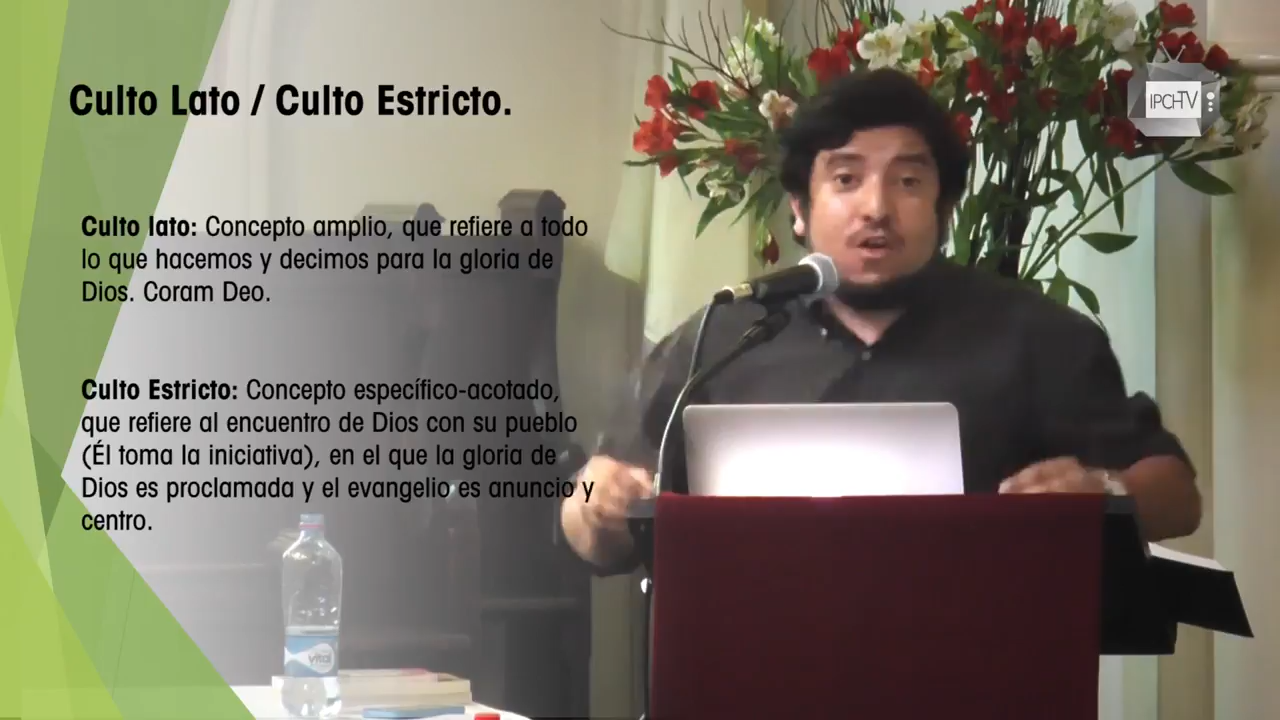 Culto Lato / Culto Estricto.
IPCHTV
Culto lato: Concepto amplio, que refiere a todo
lo que hacemos y decimos para la gloria de
Dios. Coram Deo.
Culto Estricto: Concepto específico-acotado,
que refiere al encuentro de Dios con su pueblo
(Él toma la iniciativa), en el que la gloria de
Dios es proclamada y el evangelio es anuncio y
centro.
vital